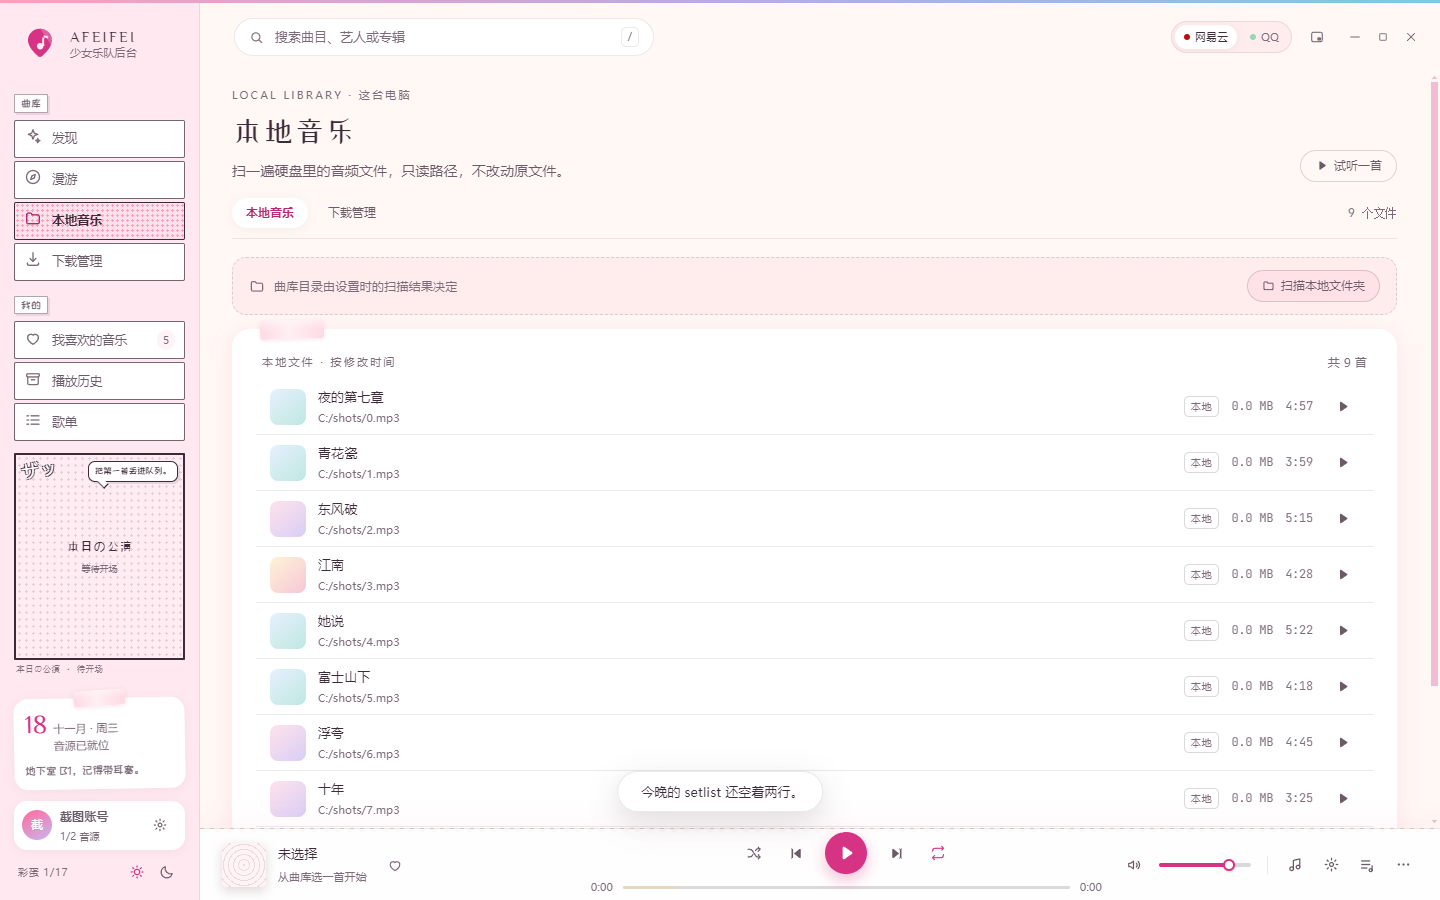 AFEIFEI
少女乐队后台
搜索曲目、艺人或专辑
/
网易云
QQ
曲库
发现
漫游
本地音乐
下载管理
我的
我喜欢的音乐
5
播放历史
歌单
ザッ
把第一首丢进队列。
本日の公演
等待开场
本日の公演 · 待开场
18
十一月 · 周三
音源已就位
地下室 B1，记得带耳塞。
截
截图账号
1/2 音源
彩蛋 1/17
LOCAL LIBRARY · 这台电脑
本地音乐
扫一遍硬盘里的音频文件，只读路径，不改动原文件。
试听一首
本地音乐
下载管理
9 个文件
曲库目录由设置时的扫描结果决定
扫描本地文件夹
本地文件 · 按修改时间
共 9 首
夜的第七章
C:/shots/0.mp3
本地
0.0 MB
4:57
青花瓷
C:/shots/1.mp3
本地
0.0 MB
3:59
东风破
C:/shots/2.mp3
本地
0.0 MB
5:15
江南
C:/shots/3.mp3
本地
0.0 MB
4:28
她说
C:/shots/4.mp3
本地
0.0 MB
5:22
富士山下
C:/shots/5.mp3
本地
0.0 MB
4:18
浮夸
C:/shots/6.mp3
本地
0.0 MB
4:45
十年
C:/shots/7.mp3
本地
0.0 MB
3:25
今晚的 setlist 还空着两行。
未选择
从曲库选一首开始
0:00
0:00